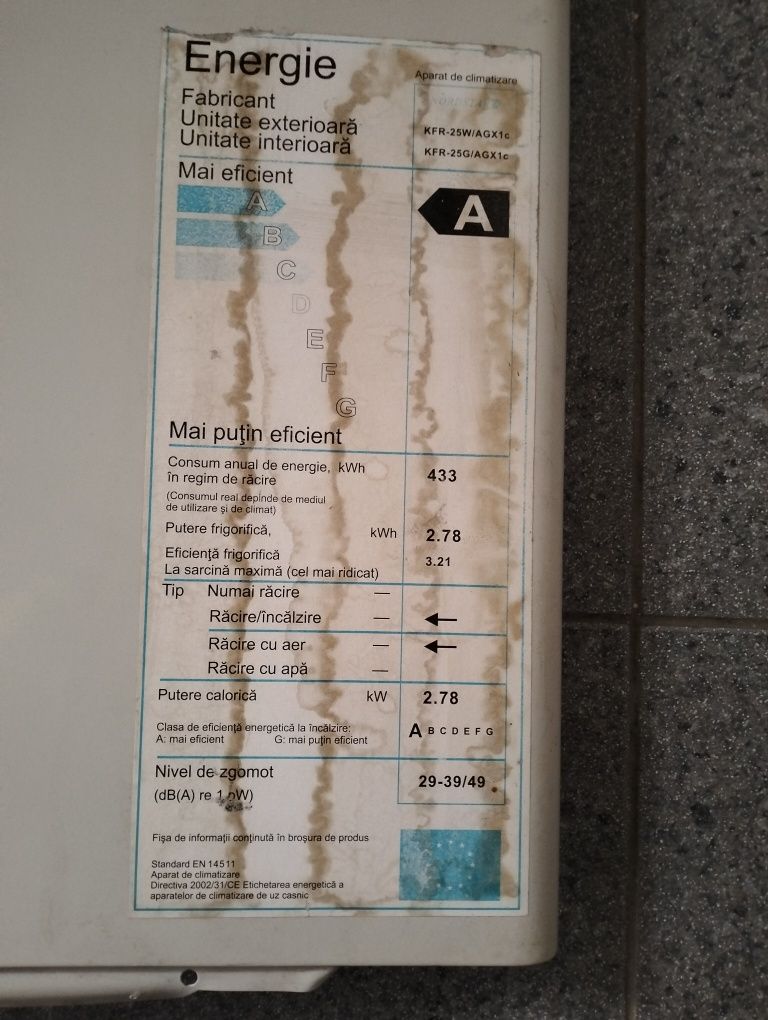 Energie
Aparat de climatizare
Fabricant
Unitate exterioară KFR-25W/AGX1c
Unitate interioară KFR-25G/AGX1c
Mai eficient
A
A
B
C
D
E
F
G
Mai puţin eficient
Consum anual de energie, kWh
în regim de răcire 433
(Consumul real depinde de mediul
de utilizare şi de climat)
Putere frigorifică, kWh 2.78
Eficienţă frigorifică 3.21
La sarcină maximă (cel mai ridicat)
Tip Numai răcire —
Răcire/încălzire — ←
Răcire cu aer — ←
Răcire cu apă —
Putere calorică kW 2.78
Clasa de eficienţă energetică la încălzire: A B C D E F G
A: mai eficient G: mai puţin eficient
Nivel de zgomot 29-39/49
(dB(A) re 1 pW)
Fişa de informaţii conţinută în broşura de produs
Standard EN 14511
Aparat de climatizare
Directiva 2002/31/CE Etichetarea energetică a
aparatelor de climatizare de uz casnic